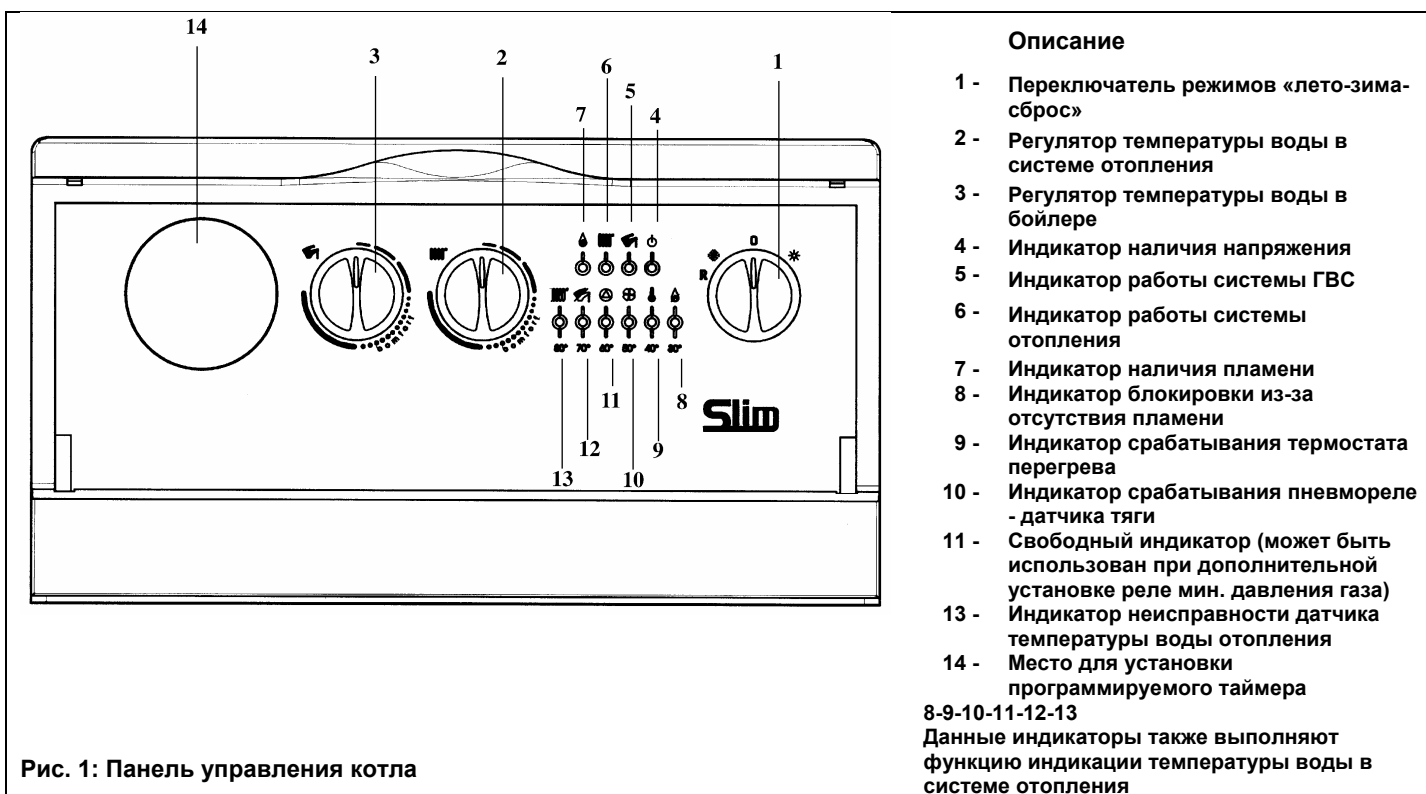 14
3
2
6
5
7
4
1
0
R
comfort
comfort
80° 70° 60° 50° 40° 30°
11
8
Slim
12
9
13
10
Рис. 1: Панель управления котла
Описание
1 - Переключатель режимов «лето-зима-
сброс»
2 - Регулятор температуры воды в
системе отопления
3 - Регулятор температуры воды в
бойлере
4 - Индикатор наличия напряжения
5 - Индикатор работы системы ГВС
6 - Индикатор работы системы
отопления
7 - Индикатор наличия пламени
8 - Индикатор блокировки из-за
отсутствия пламени
9 - Индикатор срабатывания термостата
перегрева
10 - Индикатор срабатывания пневмореле
- датчика тяги
11 - Свободный индикатор (может быть
использован при дополнительной
установке реле мин. давления газа)
13 - Индикатор неисправности датчика
температуры воды отопления
14 - Место для установки
программируемого таймера
8-9-10-11-12-13
Данные индикаторы также выполняют
функцию индикации температуры воды в
системе отопления